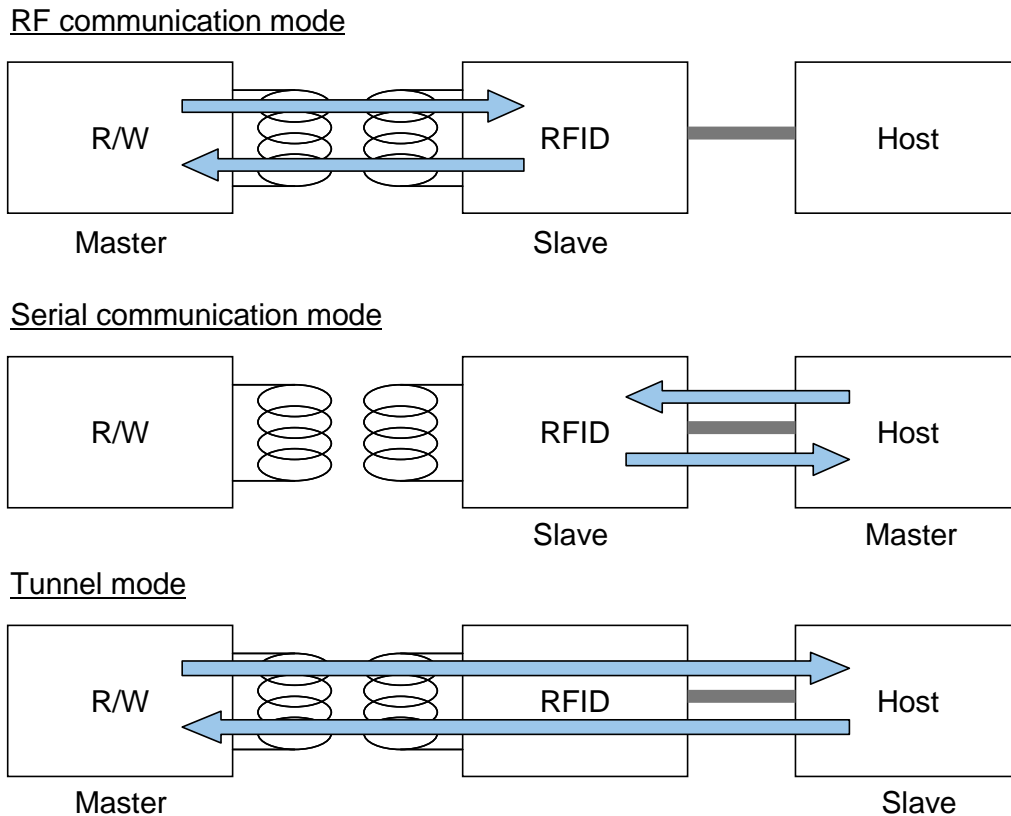 RF communication mode
R/W
RFID
Host
Master
Slave
Serial communication mode
R/W
RFID
Host
Slave
Master
Tunnel mode
R/W
RFID
Host
Master
Slave